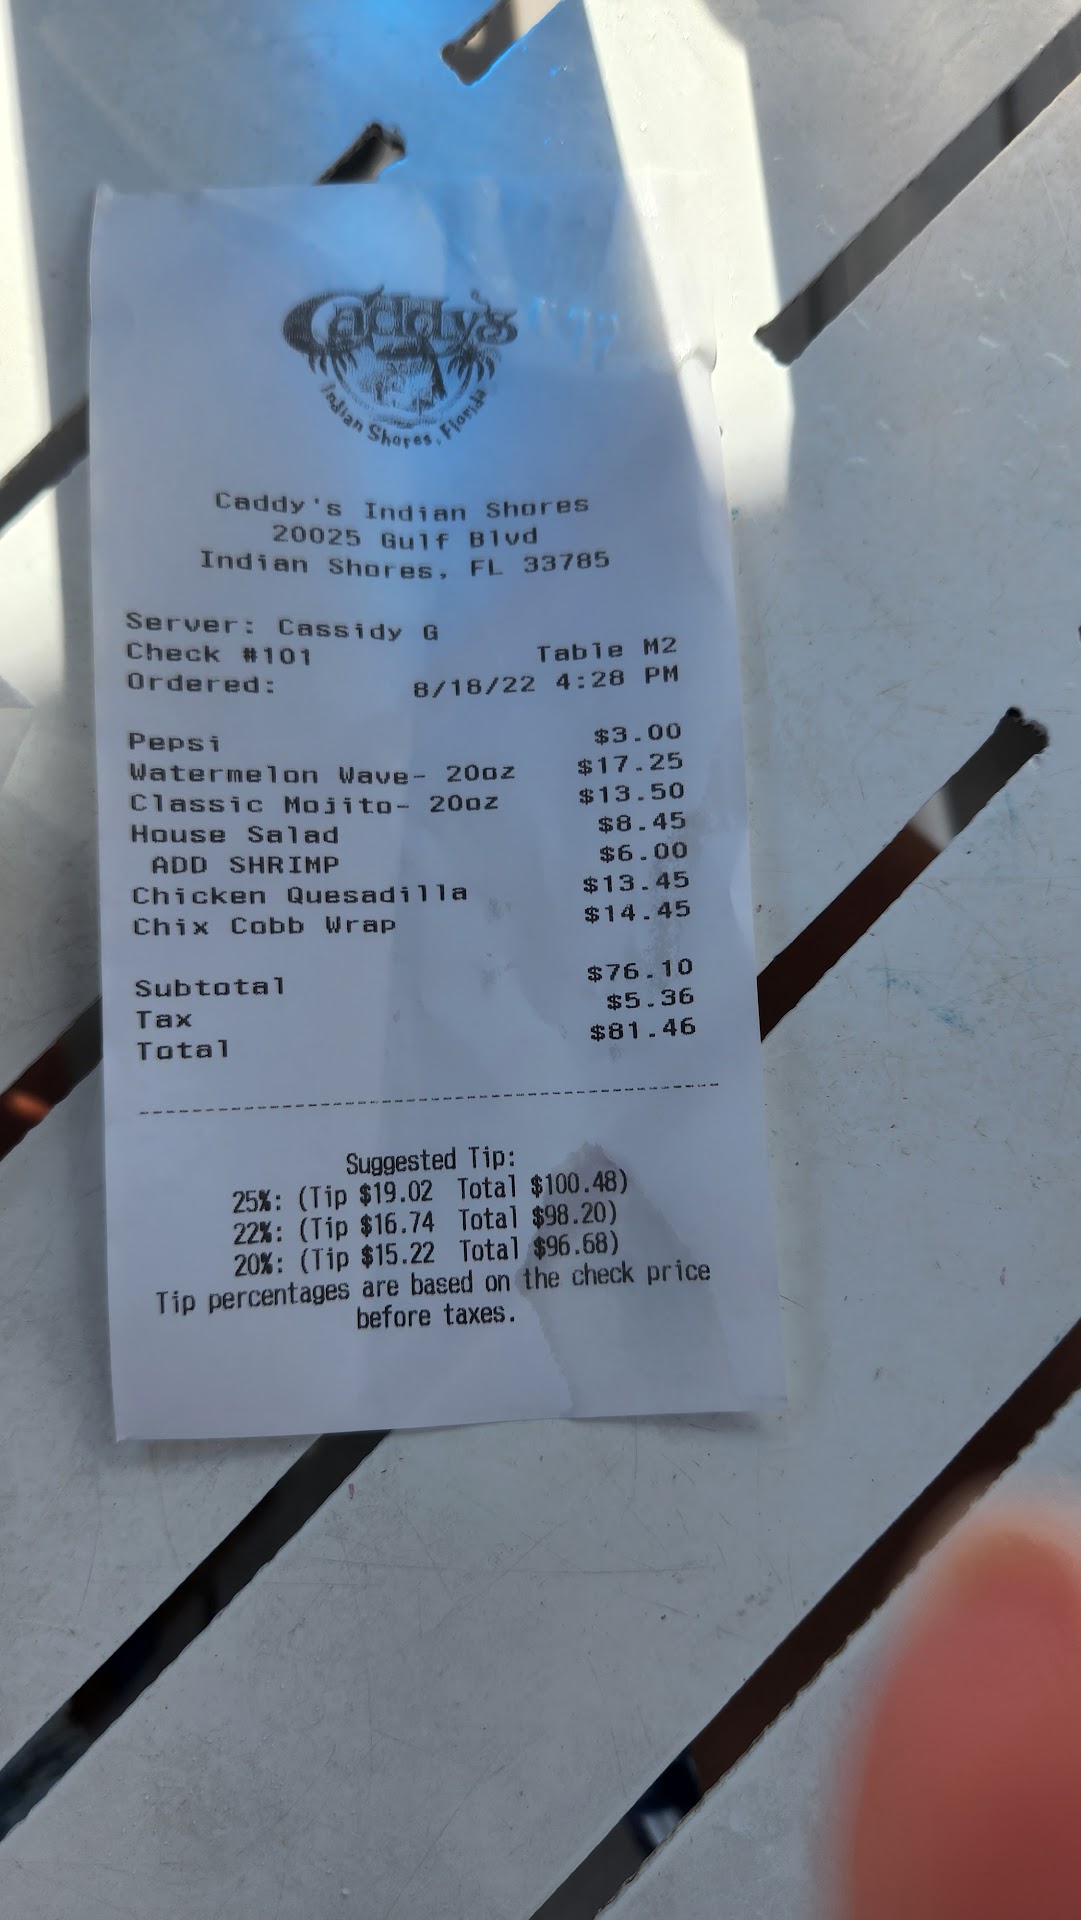 Caddy's
Indian Shores, Florida
Caddy's Indian Shores
20025 Gulf Blvd
Indian Shores, FL 33785
Server: Cassidy G
Check #101 Table M2
Ordered: 8/18/22 4:28 PM
Pepsi $3.00
Watermelon Wave- 20oz $17.25
Classic Mojito- 20oz $13.50
House Salad $8.45
ADD SHRIMP $6.00
Chicken Quesadilla $13.45
Chix Cobb Wrap $14.45
Subtotal $76.10
Tax $5.36
Total $81.46
Suggested Tip:
25%: (Tip $19.02 Total $100.48)
22%: (Tip $16.74 Total $98.20)
20%: (Tip $15.22 Total $96.68)
Tip percentages are based on the check price
before taxes.